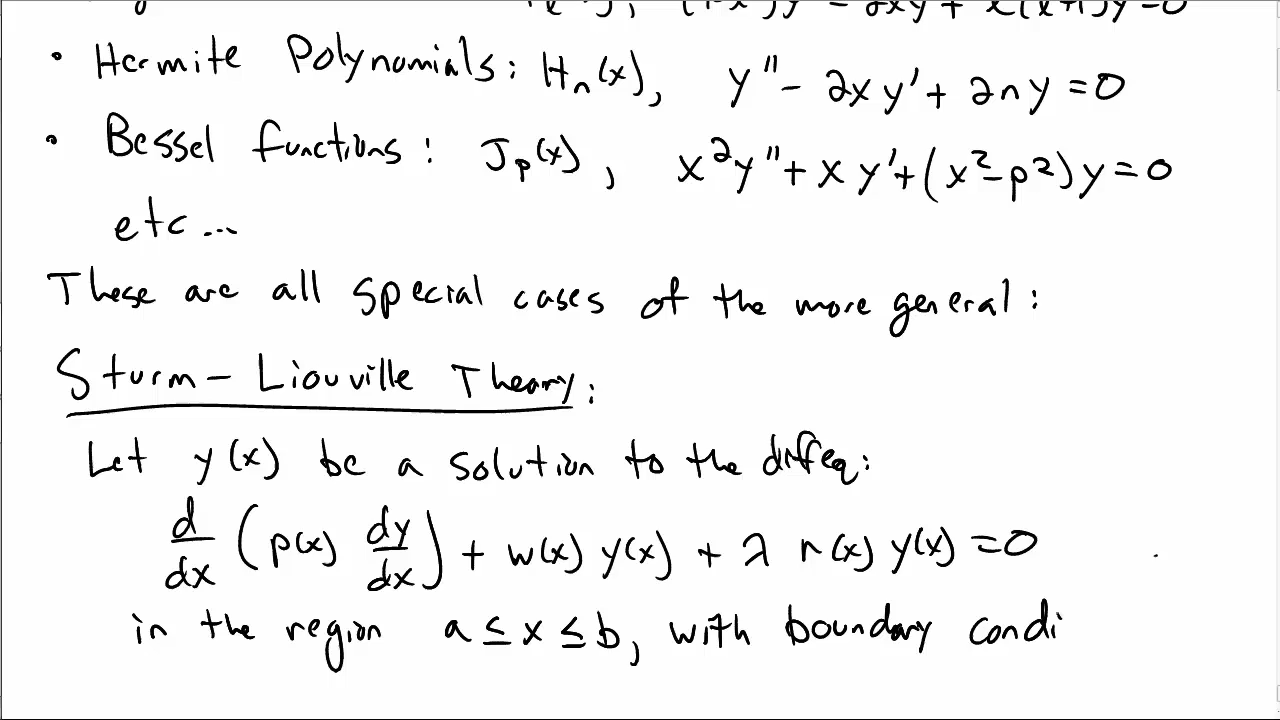 • Hermite Polynomials: Hₙ(x), y'' - 2xy' + 2ny = 0
• Bessel functions: Jₚ(x), x²y'' + xy' + (x² - p²)y = 0
etc...
These are all special cases of the more general:
Sturm-Liouville Theory:
Let y(x) be a solution to the diffeq:
d/dx (p(x) dy/dx) + w(x) y(x) + λ r(x) y(x) = 0
in the region a ≤ x ≤ b, with boundary condi